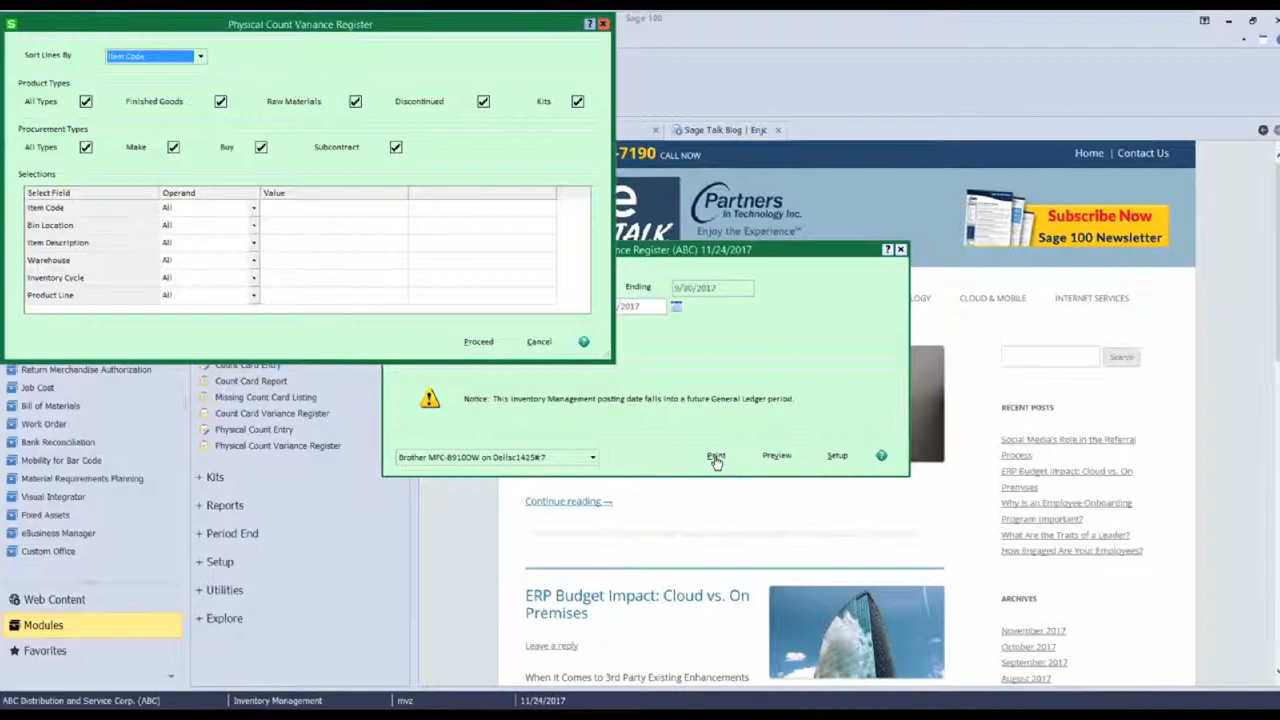 Physical Count Variance Register
?
Sage 100
Sort Lines By Item Code
Product Types
All Types Finished Goods Raw Materials Discontinued Kits
Procurement Types
All Types Make Buy Subcontract
Selections
Select Field Operand Value
Item Code All
Bin Location All
Item Description All
Warehouse All
Inventory Cycle All
Product Line All
Proceed Cancel
Sage Talk Blog | Enjc
-7190 CALL NOW
Home | Contact Us
e
TALK
Partners
in Technology Inc.
Enjoy the Experience™
Subscribe Now
Sage 100 Newsletter
nce Register (ABC) 11/24/2017
?
Ending 9/30/2017
/2017
Notice: This Inventory Management posting date falls into a future General Ledger period.
Brother MFC-8910DW on Dellsc1425#:7
Print Preview Setup
LOGY CLOUD & MOBILE INTERNET SERVICES
Search
RECENT POSTS
Social Media's Role in the Referral
Process
ERP Budget Impact: Cloud vs. On
Premises
Why Is an Employee Onboarding
Program Important?
What Are the Traits of a Leader?
How Engaged Are Your Employees?
ARCHIVES
November 2017
October 2017
September 2017
August 2017
Continue reading →
ERP Budget Impact: Cloud vs. On
Premises
Leave a reply
When it Comes to 3rd Party Existing Enhancements
Return Merchandise Authorization
Job Cost
Bill of Materials
Work Order
Bank Reconciliation
Mobility for Bar Code
Material Requirements Planning
Visual Integrator
Fixed Assets
eBusiness Manager
Custom Office
Web Content
Modules
Favorites
Count Card Entry
Count Card Report
Missing Count Card Listing
Count Card Variance Register
Physical Count Entry
Physical Count Variance Register
+ Kits
+ Reports
+ Period End
+ Setup
+ Utilities
+ Explore
ABC Distribution and Service Corp. (ABC) Inventory Management mvz 11/24/2017